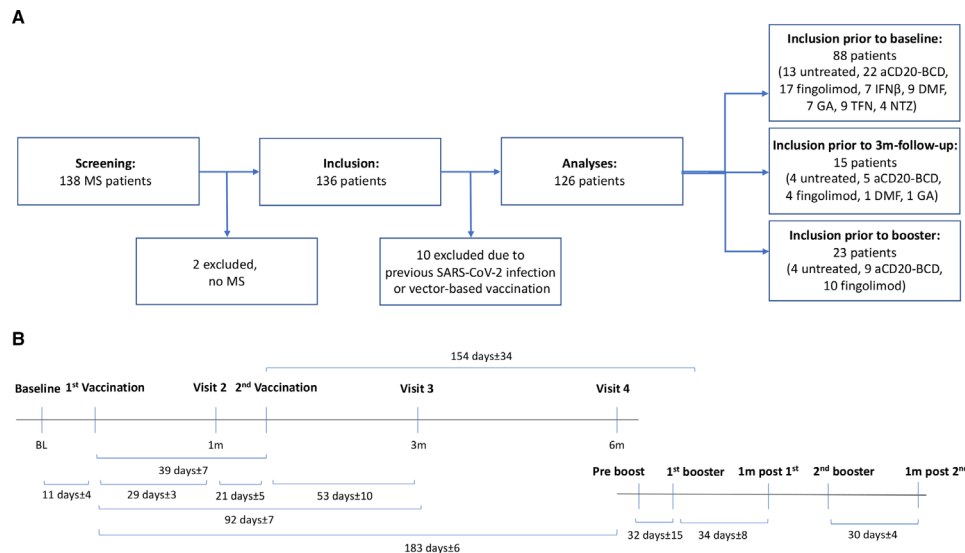 A
Screening:
138 MS patients
Inclusion:
136 patients
Analyses:
126 patients
2 excluded,
no MS
10 excluded due to
previous SARS-CoV-2 infection
or vector-based vaccination
Inclusion prior to baseline:
88 patients
(13 untreated, 22 aCD20-BCD,
17 fingolimod, 7 IFNβ, 9 DMF,
7 GA, 9 TFN, 4 NTZ)
Inclusion prior to 3m-follow-up:
15 patients
(4 untreated, 5 aCD20-BCD,
4 fingolimod, 1 DMF, 1 GA)
Inclusion prior to booster:
23 patients
(4 untreated, 9 aCD20-BCD,
10 fingolimod)
B
154 days±34
Baseline 1st Vaccination Visit 2 2nd Vaccination Visit 3 Visit 4
BL 1m 3m 6m
39 days±7
11 days±4 29 days±3 21 days±5 53 days±10
92 days±7
183 days±6
Pre boost 1st booster 1m post 1st 2nd booster 1m post 2nd
32 days±15 34 days±8 30 days±4